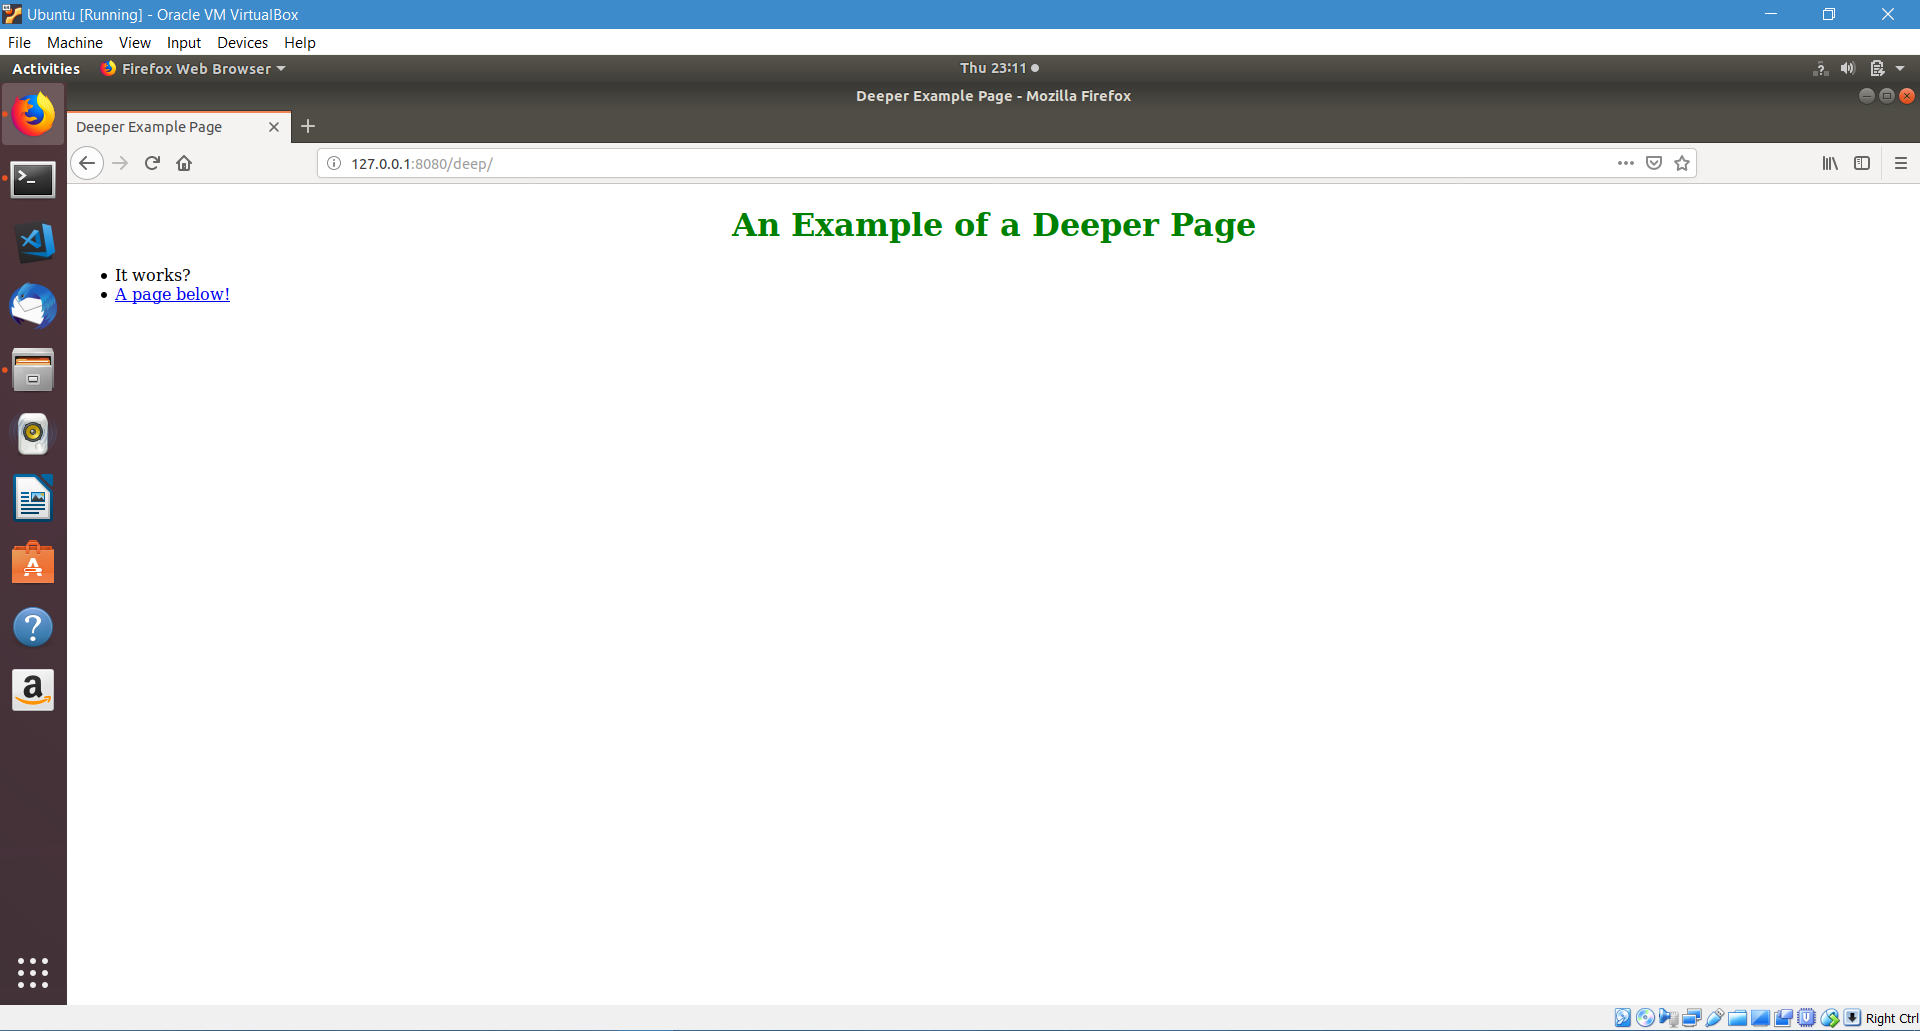 Ubuntu [Running] - Oracle VM VirtualBox
File Machine View Input Devices Help
Activities Firefox Web Browser Thu 23:11
Deeper Example Page - Mozilla Firefox
Deeper Example Page
127.0.0.1:8080/deep/
An Example of a Deeper Page
It works?
A page below!
Right Ctrl